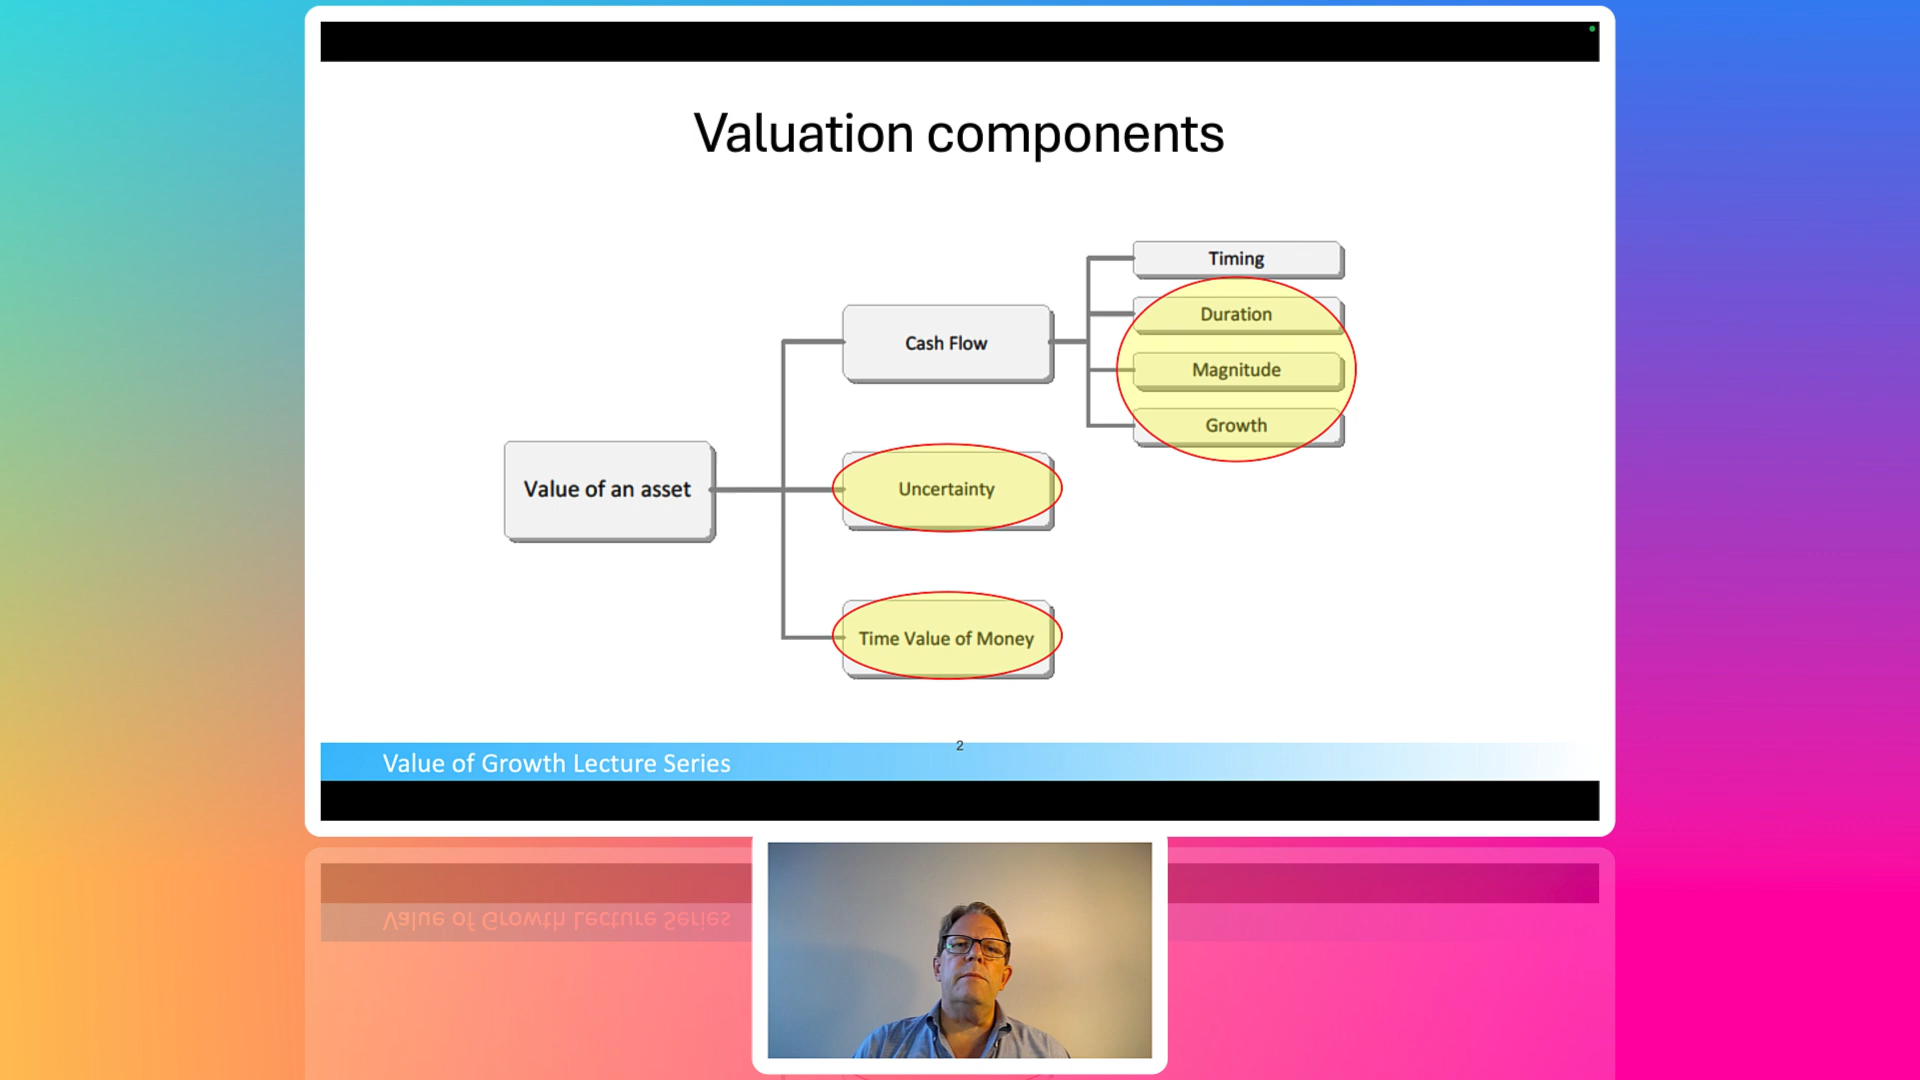 Valuation components
Timing
Duration
Cash Flow
Magnitude
Growth
Value of an asset
Uncertainty
Time Value of Money
2
Value of Growth Lecture Series
Value of Growth Lecture Series